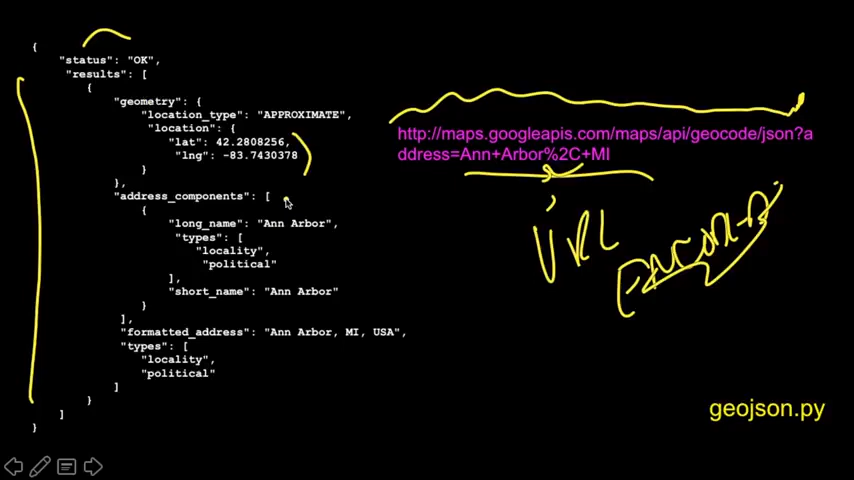 {
"status": "OK",
"results": [
{
"geometry": {
"location_type": "APPROXIMATE",
"location": {
"lat": 42.2808256,
"lng": -83.7430378
}
},
"address_components": [
{
"long_name": "Ann Arbor",
"types": [
"locality",
"political"
],
"short_name": "Ann Arbor"
}
],
"formatted_address": "Ann Arbor, MI, USA",
"types": [
"locality",
"political"
]
}
]
}
http://maps.googleapis.com/maps/api/geocode/json?a
ddress=Ann+Arbor%2C+MI
URL
geojson.py